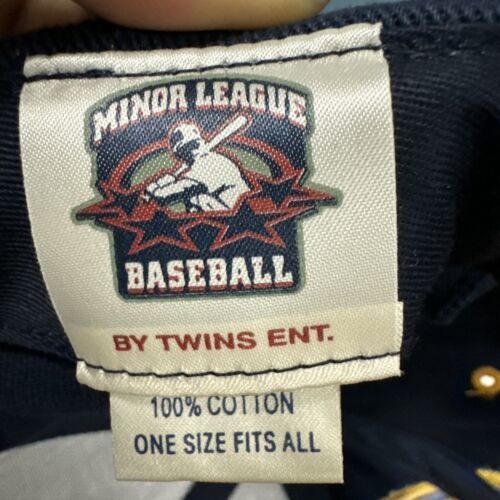 MINOR LEAGUE
BASEBALL
BY TWINS ENT.
100% COTTON
ONE SIZE FITS ALL